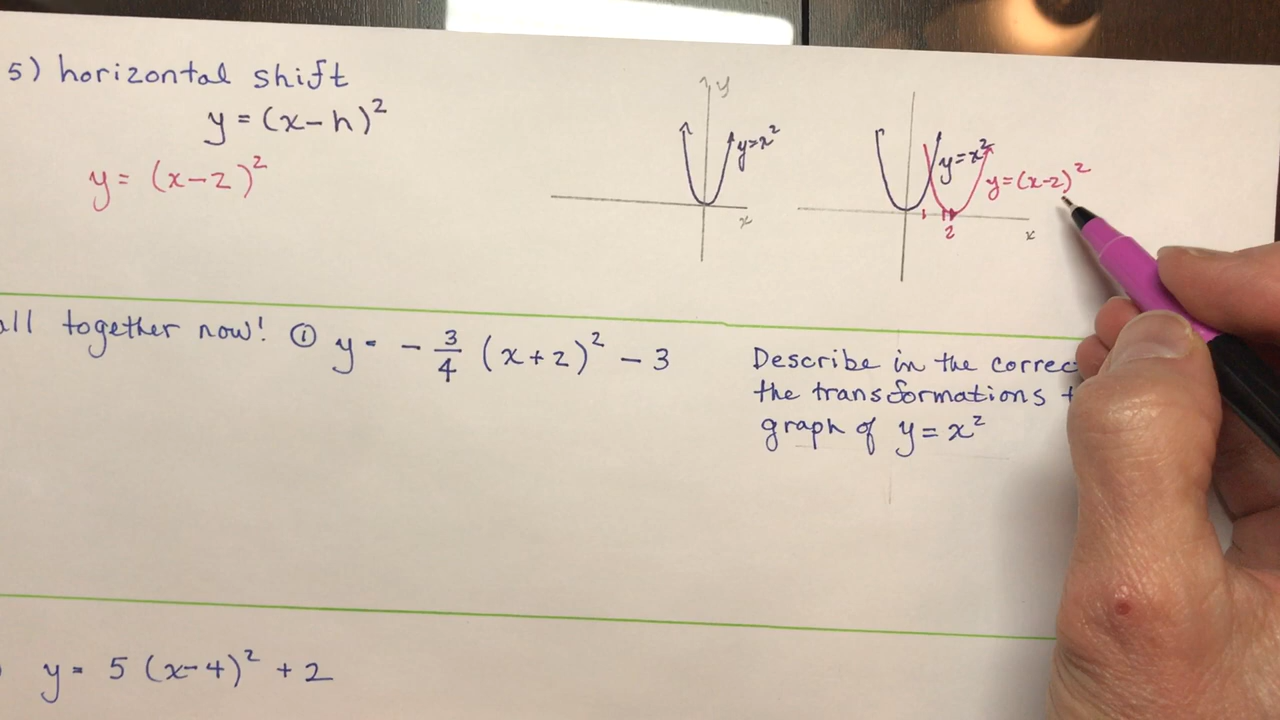 5) horizontal shift
y = (x-h)²
y = (x-2)²
y
y=x²
x
y=x²
y=(x-2)²
1
2
x
all together now! ① y = - 3/4 (x+2)² - 3
Describe in the correc
the transformations
graph of y = x²
y = 5 (x-4)² + 2